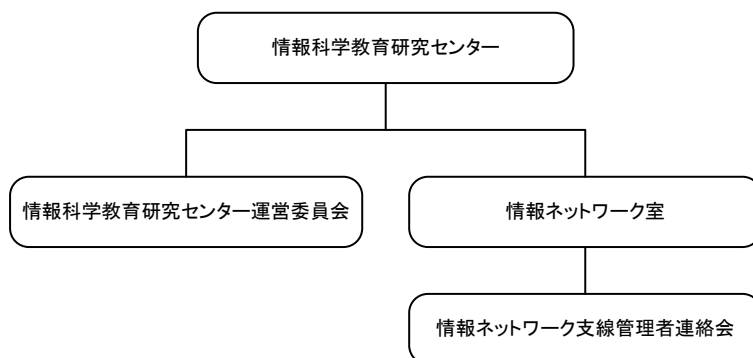 情報科学教育研究センター
情報科学教育研究センター運営委員会
情報ネットワーク室
情報ネットワーク支線管理者連絡会